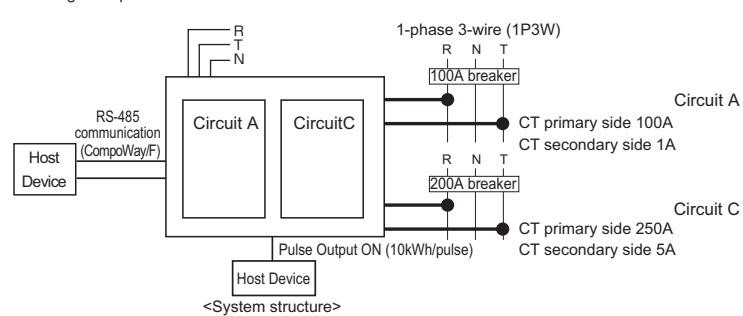 R
T
N
1-phase 3-wire (1P3W)
R N T
100A breaker
Circuit A
CT primary side 100A
CT secondary side 1A
RS-485
communication
(CompoWay/F)
Host
Device
Circuit A
CircuitC
R N T
200A breaker
Circuit C
CT primary side 250A
CT secondary side 5A
Pulse Output ON (10kWh/pulse)
Host Device
<System structure>